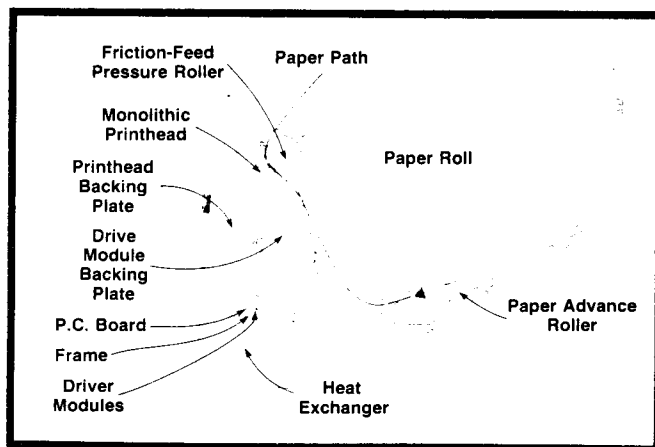 Friction-Feed
Pressure Roller
Paper Path
Monolithic
Printhead
Paper Roll
Printhead
Backing
Plate
Drive
Module
Backing
Plate
Paper Advance
Roller
P.C. Board
Frame
Driver
Modules
Heat
Exchanger